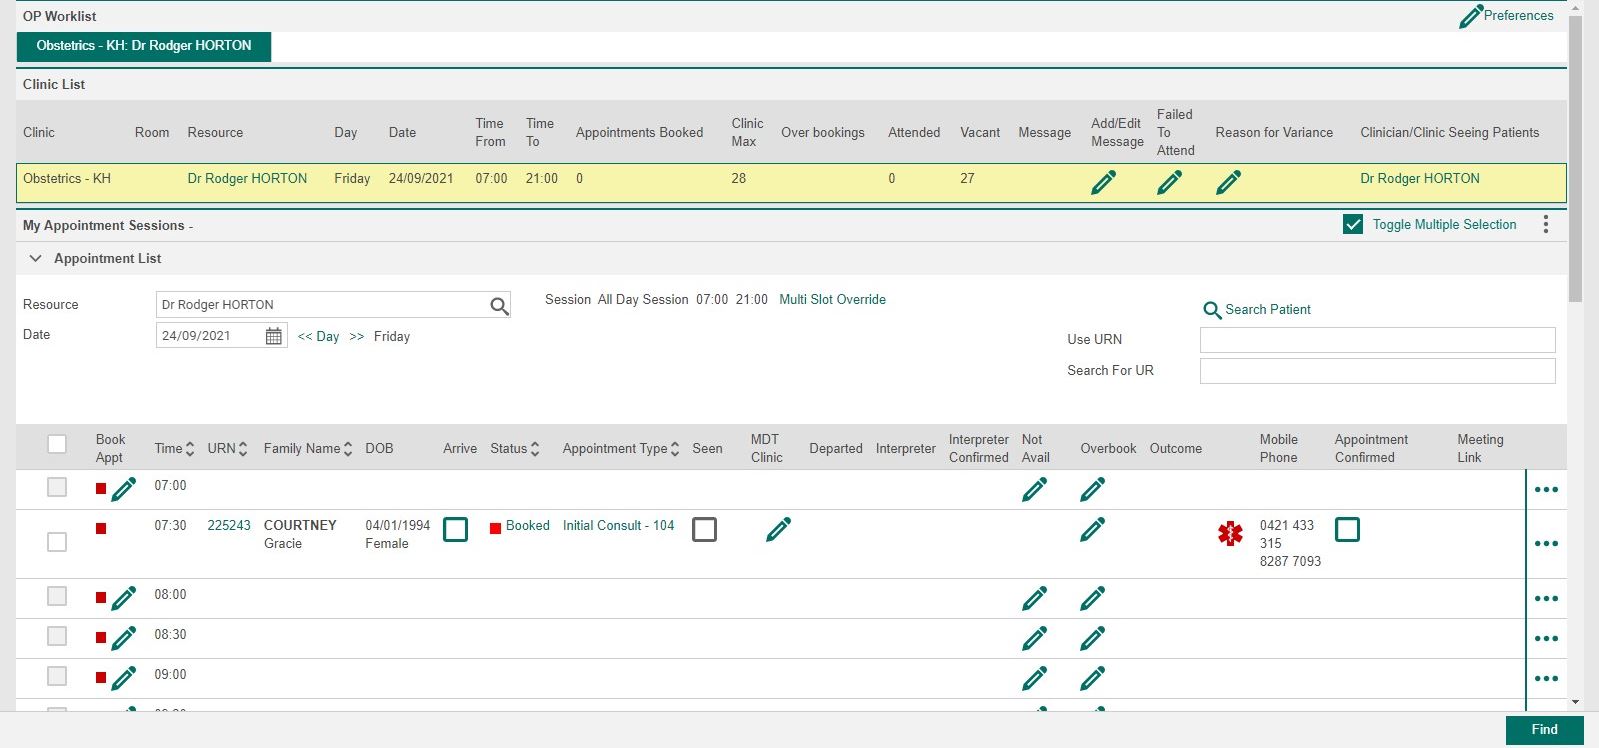 OP Worklist
Preferences
Obstetrics - KH: Dr Rodger HORTON
Clinic List
Clinic Room Resource Day Date Time From Time To Appointments Booked Clinic Max Over bookings Attended Vacant Message Add/Edit Message Failed To Attend Reason for Variance Clinician/Clinic Seeing Patients
Obstetrics - KH Dr Rodger HORTON Friday 24/09/2021 07:00 21:00 0 28 0 27 Dr Rodger HORTON
My Appointment Sessions -
Toggle Multiple Selection
Appointment List
Resource Dr Rodger HORTON Session All Day Session 07:00 21:00 Multi Slot Override
Search Patient
Date 24/09/2021 << Day >> Friday
Use URN
Search For UR
Book Appt Time URN Family Name DOB Arrive Status Appointment Type Seen MDT Clinic Departed Interpreter Interpreter Confirmed Not Avail Overbook Outcome Mobile Phone Appointment Confirmed Meeting Link
07:00
07:30 225243 COURTNEY 04/01/1994 Booked Initial Consult - 104 0421 433
Gracie Female 315
8287 7093
08:00
08:30
09:00
Find